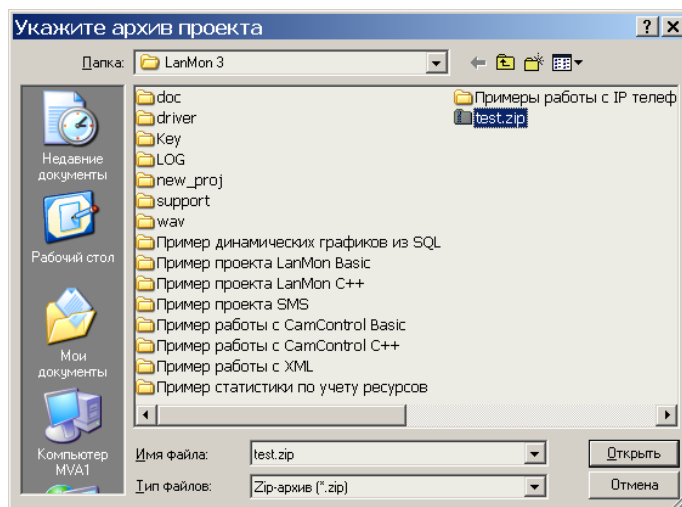 Укажите архив проекта
Папка: LanMon 3
Недавние документы
Рабочий стол
Мои документы
Компьютер MVA1
doc
driver
Key
LOG
new_proj
support
wav
Пример динамических графиков из SQL
Пример проекта LanMon Basic
Пример проекта LanMon C++
Пример проекта SMS
Пример работы с CamControl Basic
Пример работы с CamControl C++
Пример работы с XML
Пример статистики по учету ресурсов
Примеры работы с IP телеф
test.zip
Имя файла: test.zip Открыть
Тип файлов: Zip-архив (*.zip) Отмена